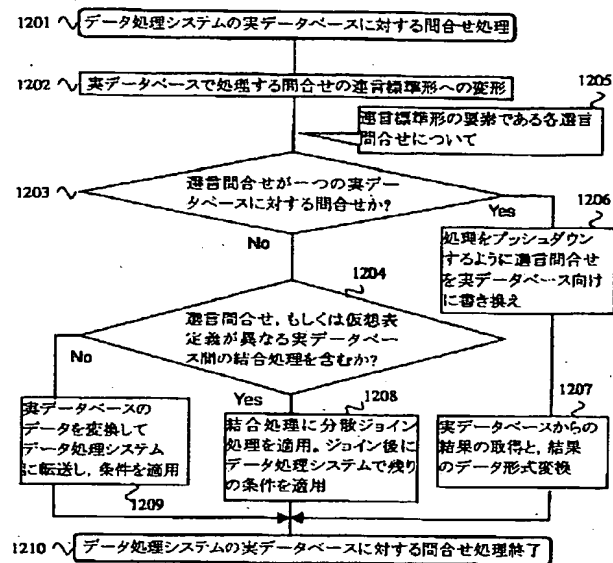 1201
データ処理システムの実データベースに対する問合せ処理
1202
実データベースで処理する問合せの連言標準形への変形
1205
連言標準形の要素である各選言
問合せについて
1203
選言問合せが一つの実デー
タベースに対する問合せか?
Yes
No
1206
処理をプッシュダウン
するように選言問合せ
を実データベース向け
に書き換え
1204
選言問合せ,もしくは仮想表
定義が異なる実データベー
ス間の結合処理を含むか?
No
Yes
1208
1207
実データベースの
データを変換して
データ処理システム
に転送し,条件を適用
1209
結合処理に分散ジョイン
処理を適用。ジョイン後に
データ処理システムで残り
の条件を適用
実データベースからの
結果の取得と,結果
のデータ形式変換
1210
データ処理システムの実データベースに対する問合せ処理終了